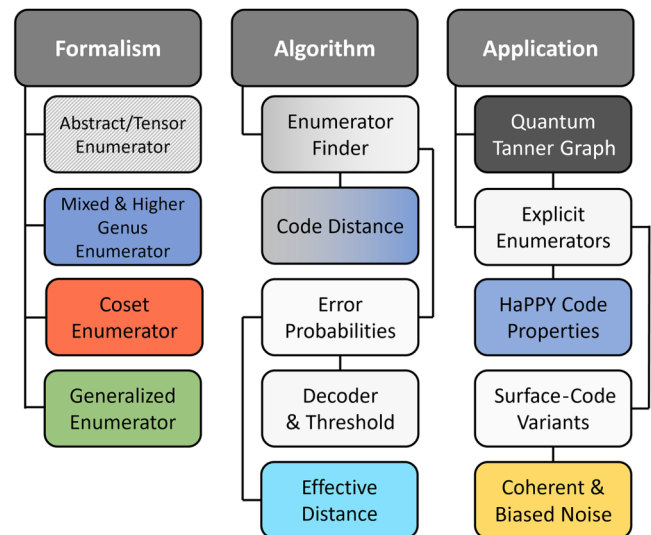 Formalism
Abstract/Tensor
Enumerator
Mixed & Higher
Genus
Enumerator
Coset
Enumerator
Generalized
Enumerator
Algorithm
Enumerator
Finder
Code Distance
Error
Probabilities
Decoder
& Threshold
Effective
Distance
Application
Quantum
Tanner Graph
Explicit
Enumerators
HaPPY Code
Properties
Surface-Code
Variants
Coherent &
Biased Noise